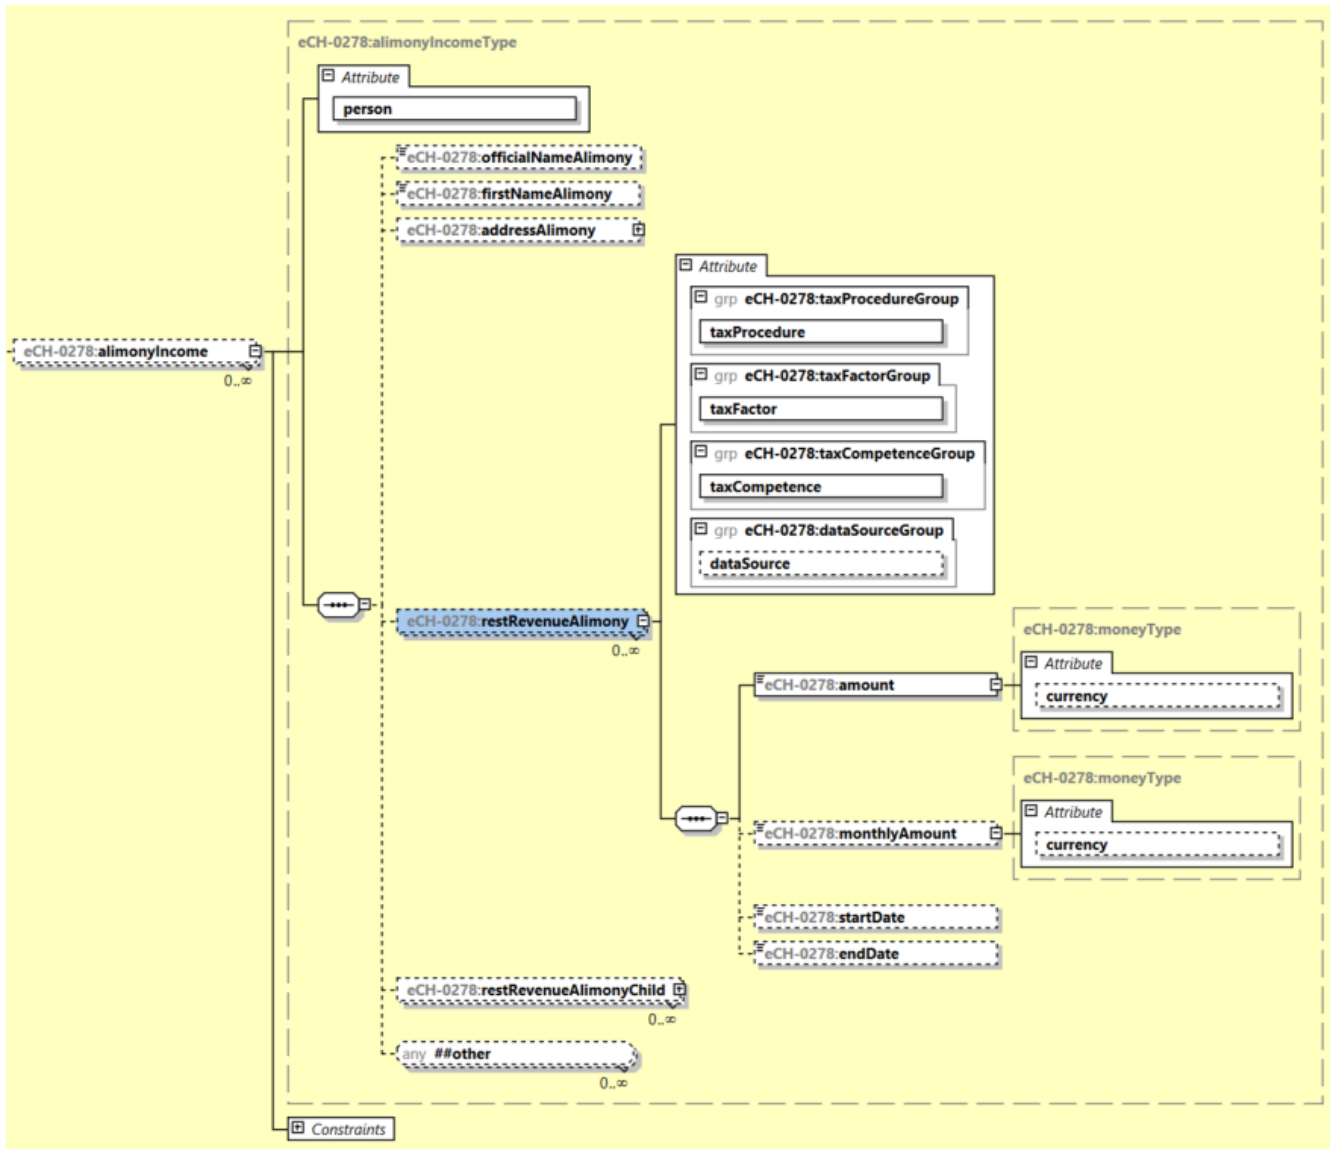 eCH-0278:alimonyIncomeType
Attribute
person
eCH-0278:officialNameAlimony
eCH-0278:firstNameAlimony
eCH-0278:addressAlimony
Attribute
grp eCH-0278:taxProcedureGroup
taxProcedure
eCH-0278:alimonyIncome
0..∞
grp eCH-0278:taxFactorGroup
taxFactor
grp eCH-0278:taxCompetenceGroup
taxCompetence
grp eCH-0278:dataSourceGroup
dataSource
eCH-0278:restRevenueAlimony
0..∞
eCH-0278:moneyType
Attribute
eCH-0278:amount
currency
eCH-0278:moneyType
Attribute
eCH-0278:monthlyAmount
currency
eCH-0278:startDate
eCH-0278:endDate
eCH-0278:restRevenueAlimonyChild
0..∞
any ##other
0..∞
Constraints